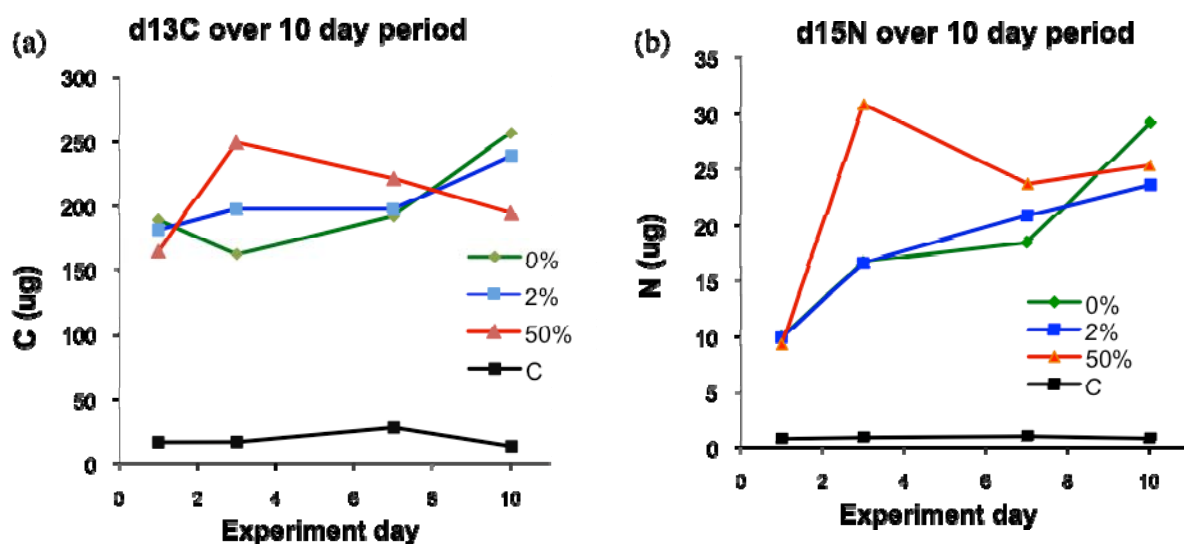 (a)
d13C over 10 day period
300
250
200
150
100
50
0
C (ug)
0%
2%
50%
C
0 2 4 6 8 10
Experiment day
(b)
d15N over 10 day period
35
30
25
20
15
10
5
0
N (ug)
0%
2%
50%
C
0 2 4 6 8 10
Experiment day